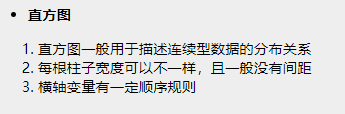 • 直方图
1. 直方图一般用于描述连续型数据的分布关系
2. 每根柱子宽度可以不一样，且一般没有间距
3. 横轴变量有一定顺序规则